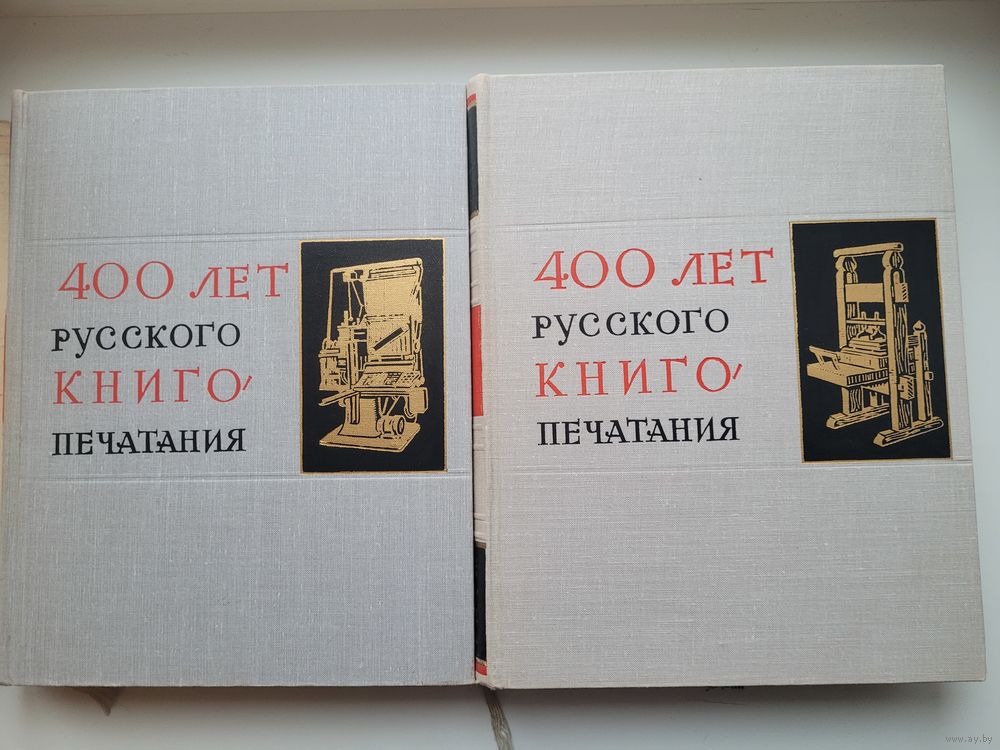 400 ЛЕТ
РУССКОГО
КНИГО-
ПЕЧАТАНИЯ
400 ЛЕТ
РУССКОГО
КНИГО-
ПЕЧАТАНИЯ
www.ay.by